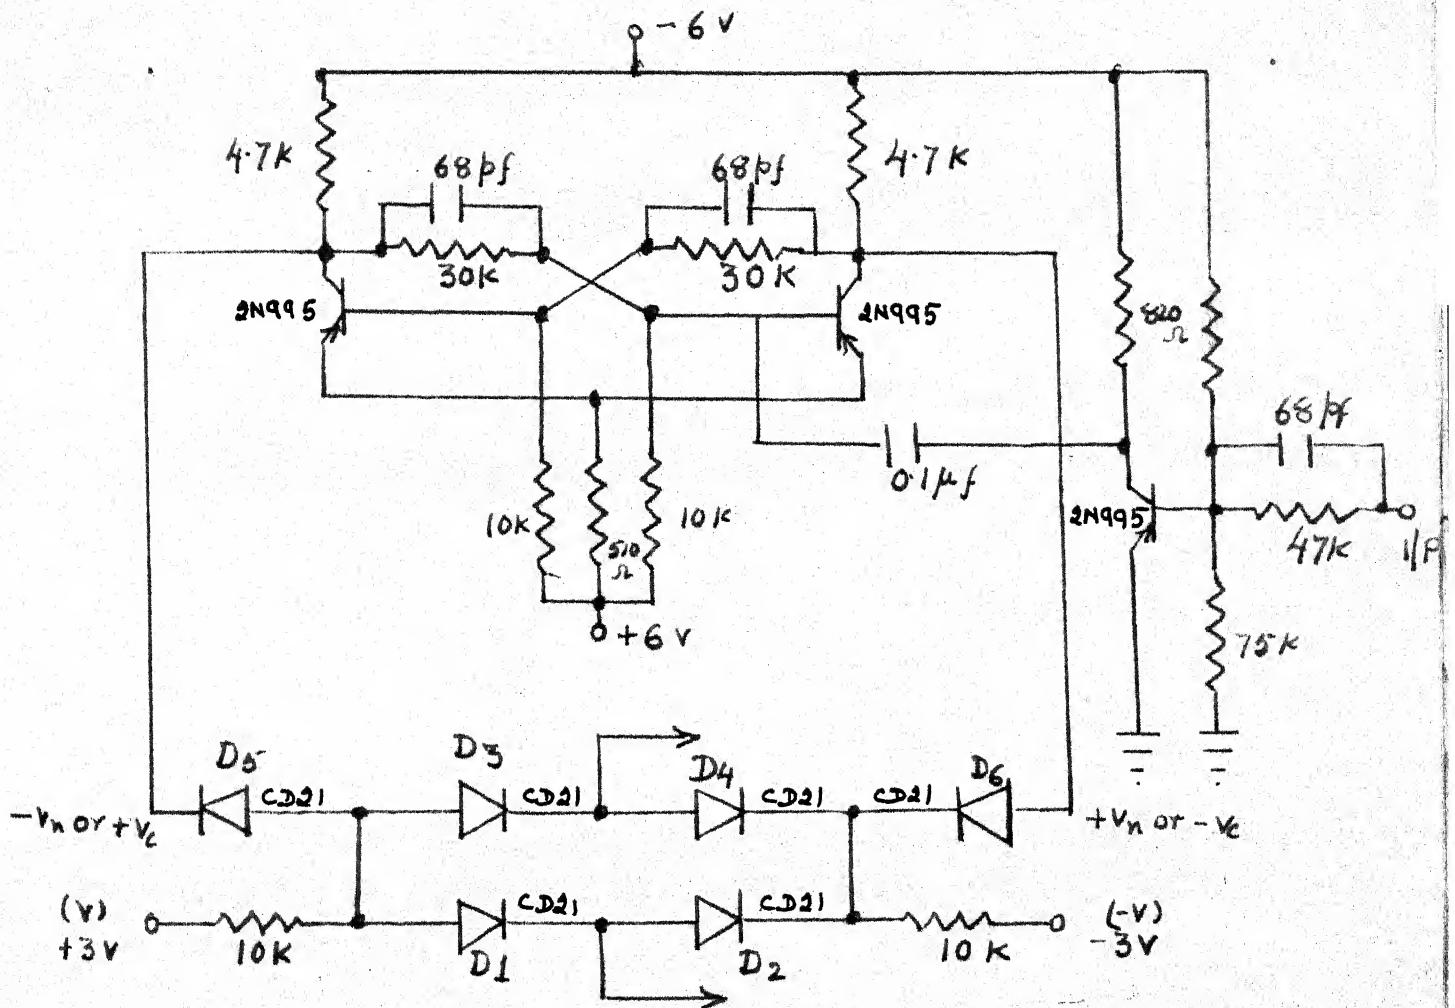 -6 v
4.7K
68pf
68pf
4.7K
30K
30K
2N995
2N995
820
Ω
68pf
0.1μf
10K
510
Ω
10K
2N995
47K
I/P
+6 v
75K
D5
CD21
D3
CD21
D4
CD21
CD21
D6
-Vn or +Vc
+Vn or -Vc
(V)
+3V
10K
D1
CD21
D2
CD21
10K
(-V)
-3V